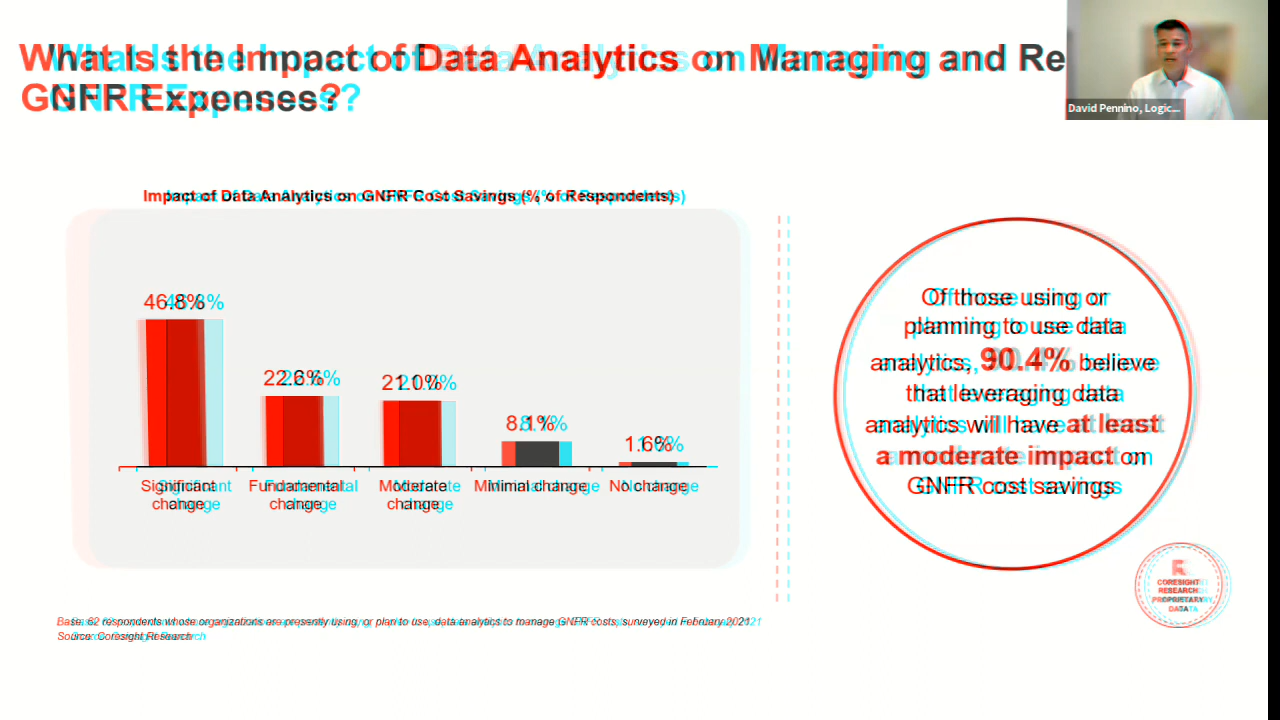 What Is the Impact of Data Analytics on Managing and Re
GNFR Expenses?
David Pennino, Logic...
Impact of Data Analytics on GNFR Cost Savings (% of Respondents)
46.8%
22.6%
21.0%
8.1%
1.6%
Significant change
Fundamental change
Moderate change
Minimal change
No change
Of those using or
planning to use data
analytics, 90.4% believe
that leveraging data
analytics will have at least
a moderate impact on
GNFR cost savings
R
CORESIGHT
RESEARCH
PROPRIETARY
DATA
Base: 62 respondents whose organizations are presently using, or plan to use, data analytics to manage GNFR costs, surveyed in February 2021
Source: Coresight Research